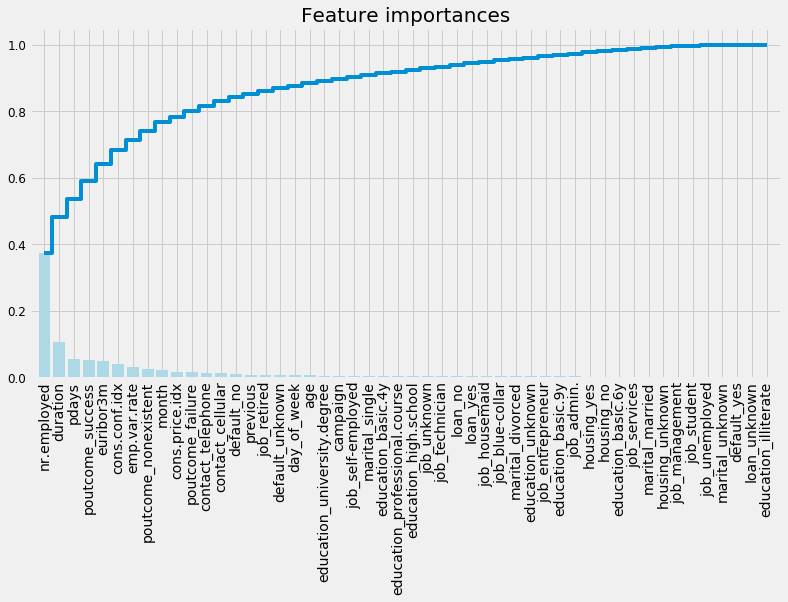 Feature importances
1.0
0.8
0.6
0.4
0.2
0.0
nr.employed
duration
pdays
poutcome_success
euribor3m
cons.conf.idx
emp.var.rate
poutcome_nonexistent
month
cons.price.idx
poutcome_failure
contact_telephone
contact_cellular
default_no
previous
job_retired
default_unknown
day_of_week
age
education_university.degree
campaign
job_self-employed
marital_single
education_basic.4y
education_professional.course
education_high.school
job_unknown
job_technician
loan_no
loan_yes
job_housemaid
job_blue-collar
marital_divorced
education_unknown
job_entrepreneur
education_basic.9y
job_admin.
housing_yes
housing_no
education_basic.6y
job_services
marital_married
housing_unknown
job_management
job_student
job_unemployed
marital_unknown
default_yes
loan_unknown
education_illiterate